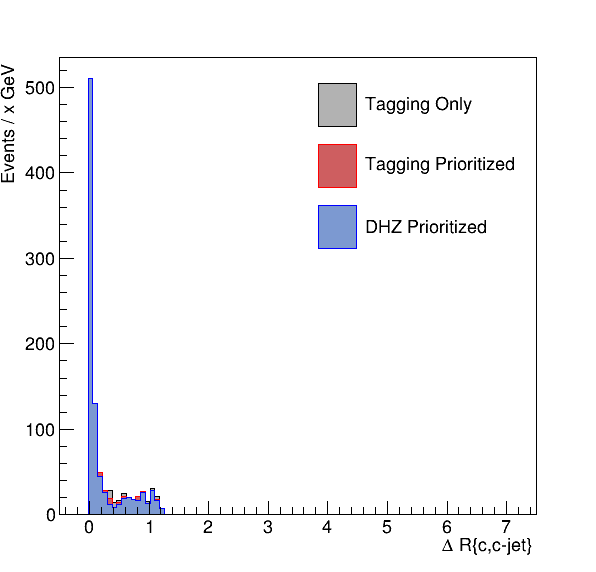 Events / x GeV
500
400
300
200
100
0
Tagging Only
Tagging Prioritized
DHZ Prioritized
0 1 2 3 4 5 6 7
Δ R{c,c-jet}